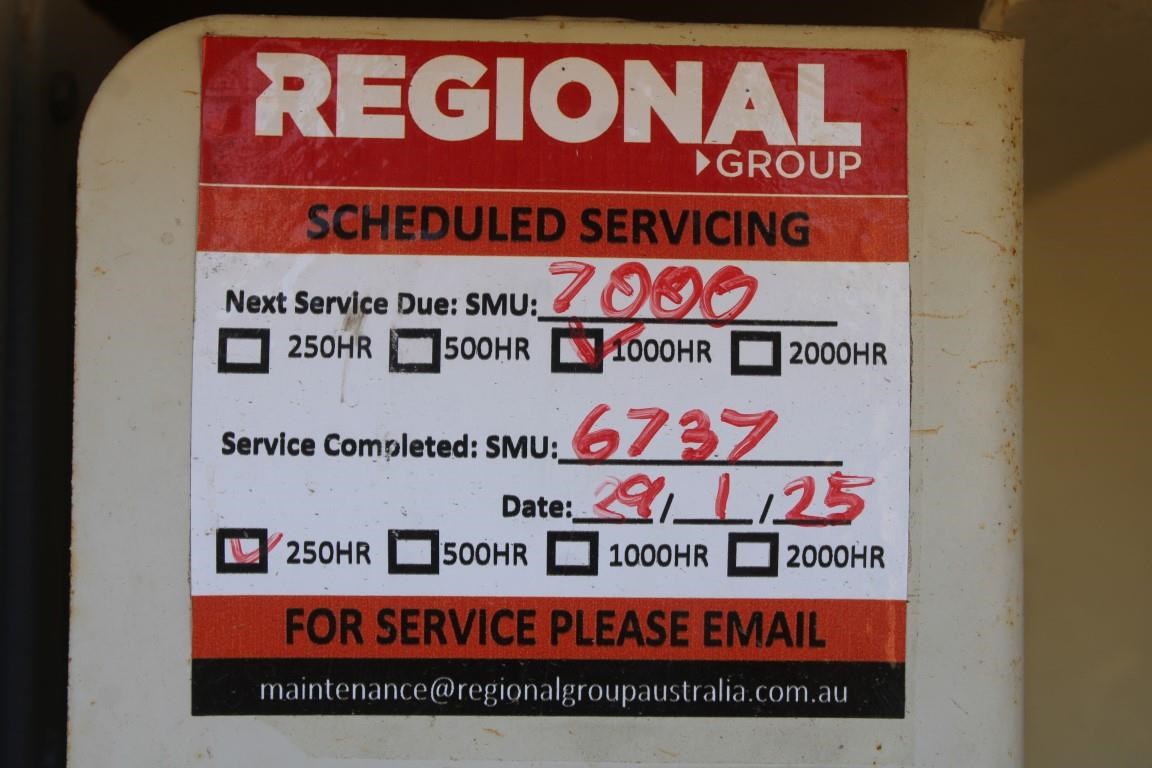 REGIONAL
GROUP
SCHEDULED SERVICING
Next Service Due: SMU: 7000
250HR 500HR 1000HR 2000HR
Service Completed: SMU: 6737
Date: 29/1/25
250HR 500HR 1000HR 2000HR
FOR SERVICE PLEASE EMAIL
maintenance@regionalgroupaustralia.com.au